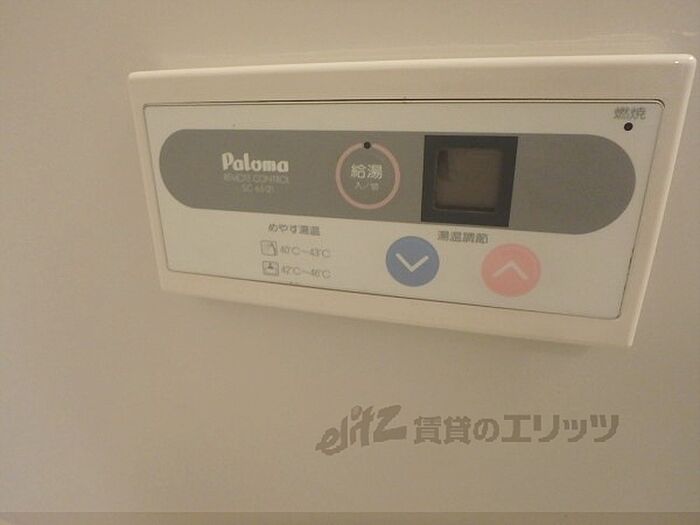 燃焼
Paloma
REMOTE CONTROL
給湯
入/切
めやす湯温
40℃~43℃
42℃~46℃
湯温調節
elitz 賃貸のエリッツ